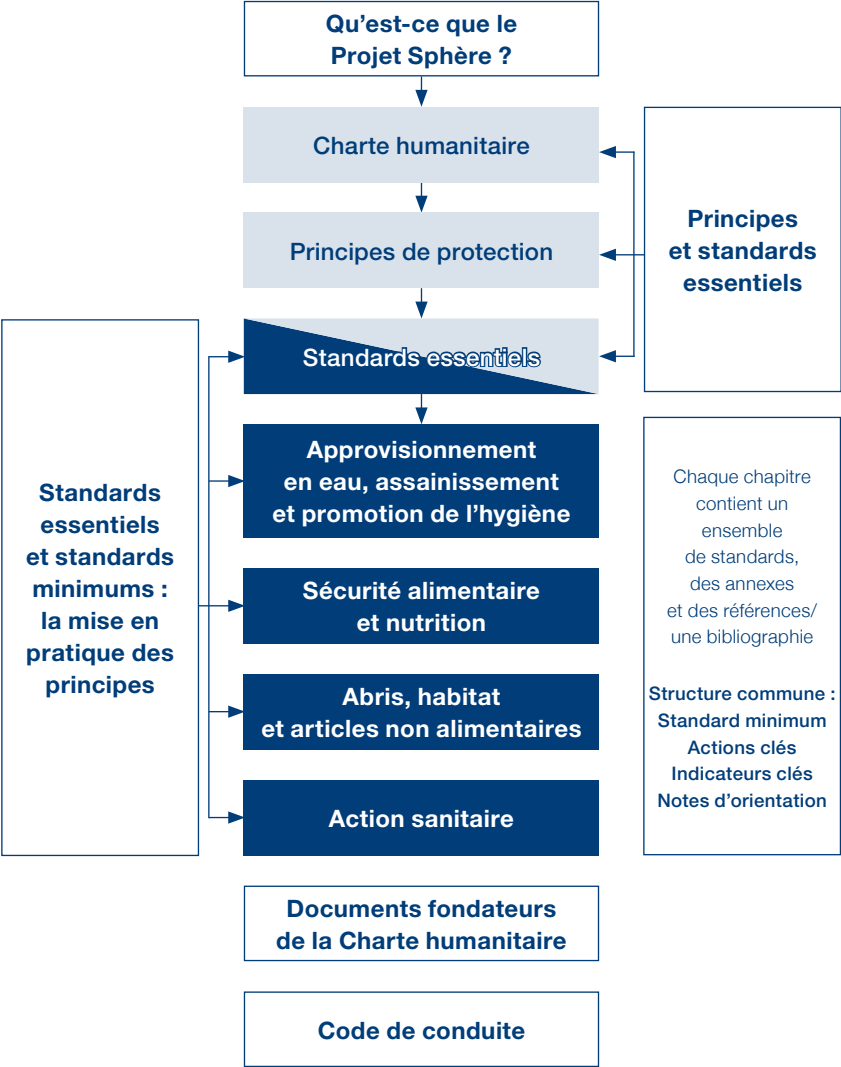 Qu’est-ce que le
Projet Sphère ?
Charte humanitaire
Principes de protection
Standards essentiels
Principes
et standards
essentiels
Standards
essentiels
et standards
minimums :
la mise en
pratique des
principes
Approvisionnement
en eau, assainissement
et promotion de l’hygiène
Sécurité alimentaire
et nutrition
Abris, habitat
et articles non alimentaires
Action sanitaire
Chaque chapitre
contient un
ensemble
de standards,
des annexes
et des références/
une bibliographie
Structure commune :
Standard minimum
Actions clés
Indicateurs clés
Notes d’orientation
Documents fondateurs
de la Charte humanitaire
Code de conduite